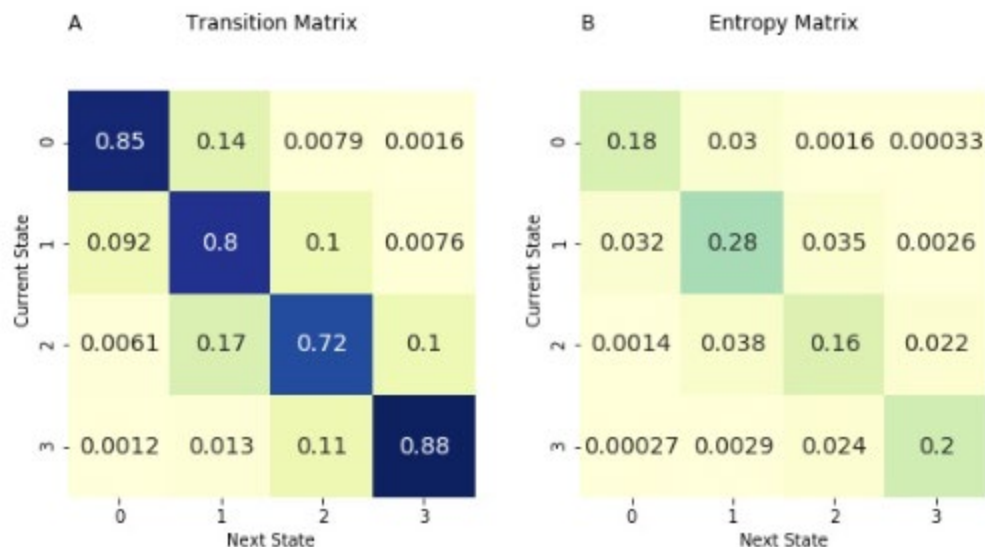 A Transition Matrix
B Entropy Matrix
Current State
0 0.85 0.14 0.0079 0.0016
1 0.092 0.8 0.1 0.0076
2 0.0061 0.17 0.72 0.1
3 0.0012 0.013 0.11 0.88
0 1 2 3
Next State
Current State
0 0.18 0.03 0.0016 0.00033
1 0.032 0.28 0.035 0.0026
2 0.0014 0.038 0.16 0.022
3 0.00027 0.0029 0.024 0.2
0 1 2 3
Next State